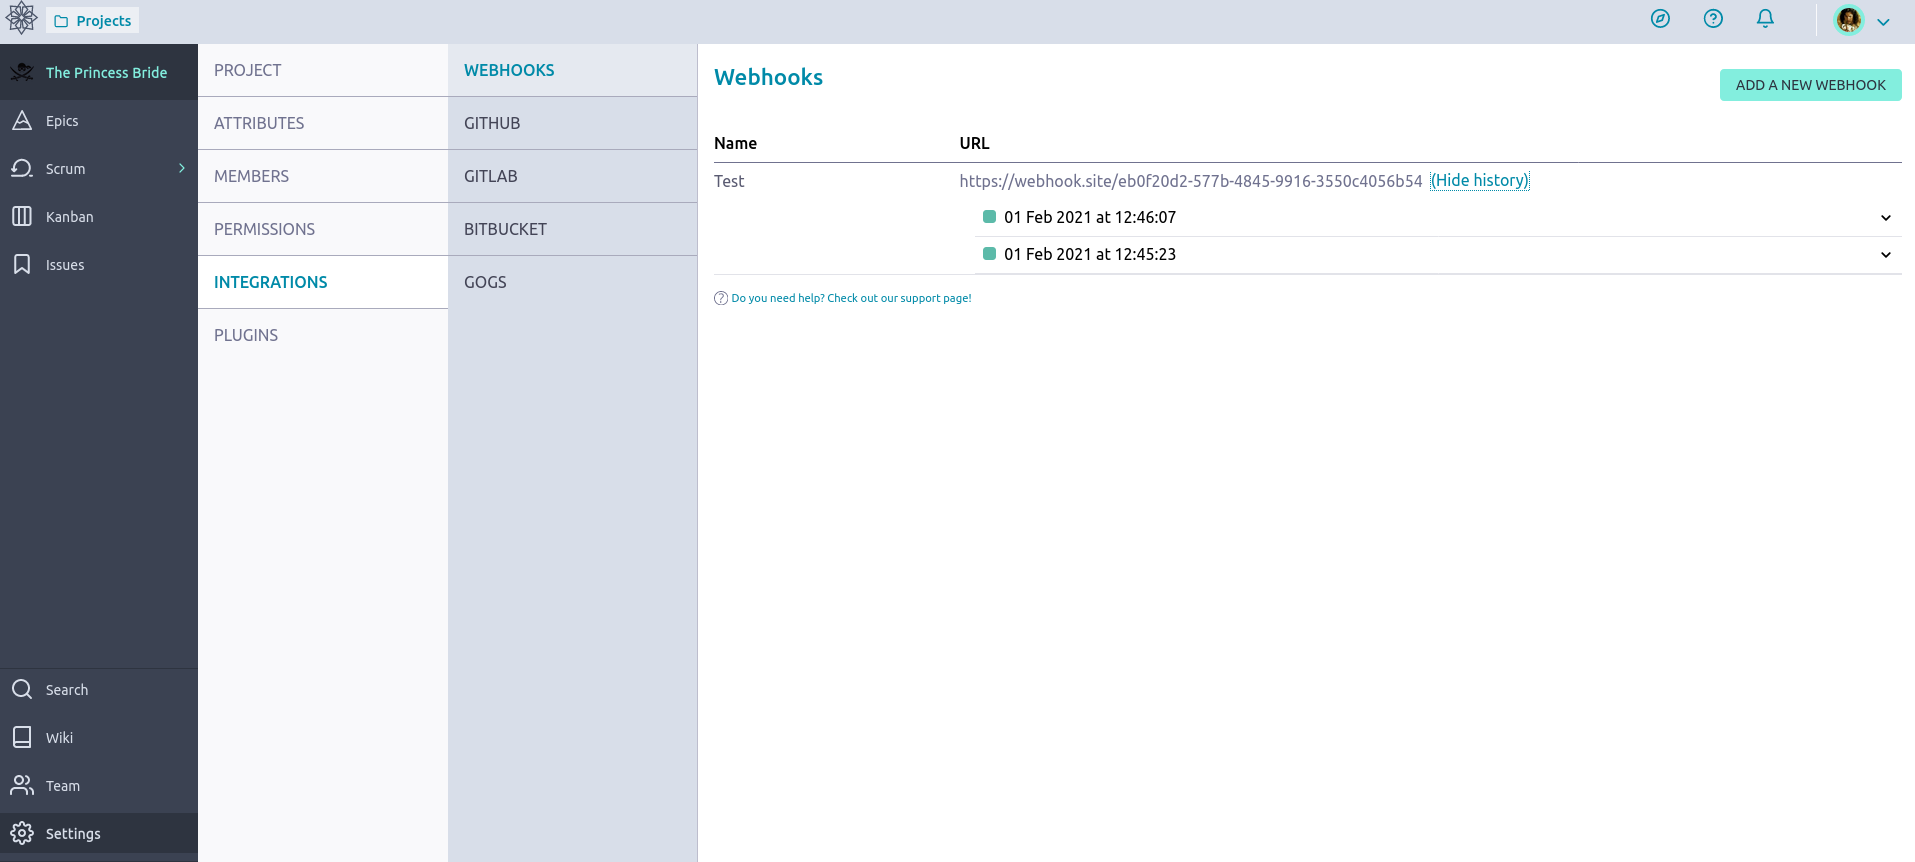 Projects
The Princess Bride
Epics
Scrum
Kanban
Issues
Search
Wiki
Team
Settings
PROJECT
ATTRIBUTES
MEMBERS
PERMISSIONS
INTEGRATIONS
PLUGINS
WEBHOOKS
GITHUB
GITLAB
BITBUCKET
GOGS
Webhooks
ADD A NEW WEBHOOK
Name URL
Test https://webhook.site/eb0f20d2-577b-4845-9916-3550c4056b54 (Hide history)
01 Feb 2021 at 12:46:07
01 Feb 2021 at 12:45:23
Do you need help? Check out our support page!